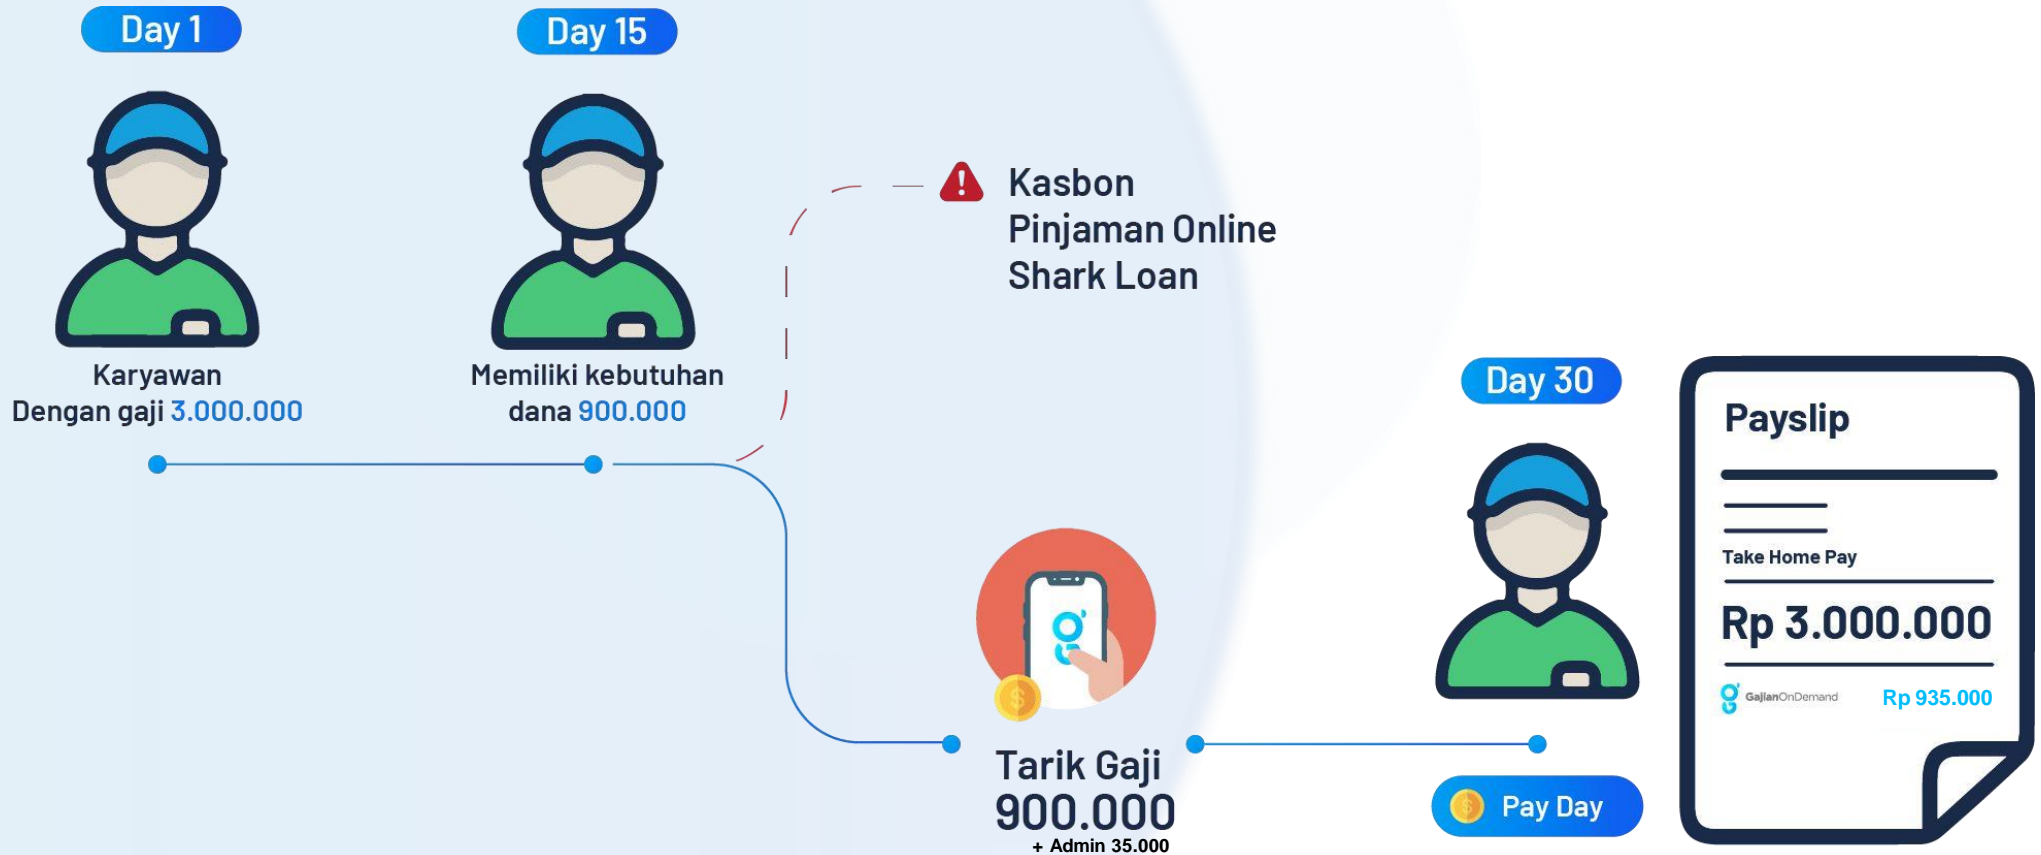 Day 1
Karyawan
Dengan gaji 3.000.000
Day 15
Memiliki kebutuhan
dana 900.000
Kasbon
Pinjaman Online
Shark Loan
Tarik Gaji
900.000
+ Admin 35.000
Day 30
Pay Day
Payslip
Take Home Pay
Rp 3.000.000
GajianOnDemand Rp 935.000